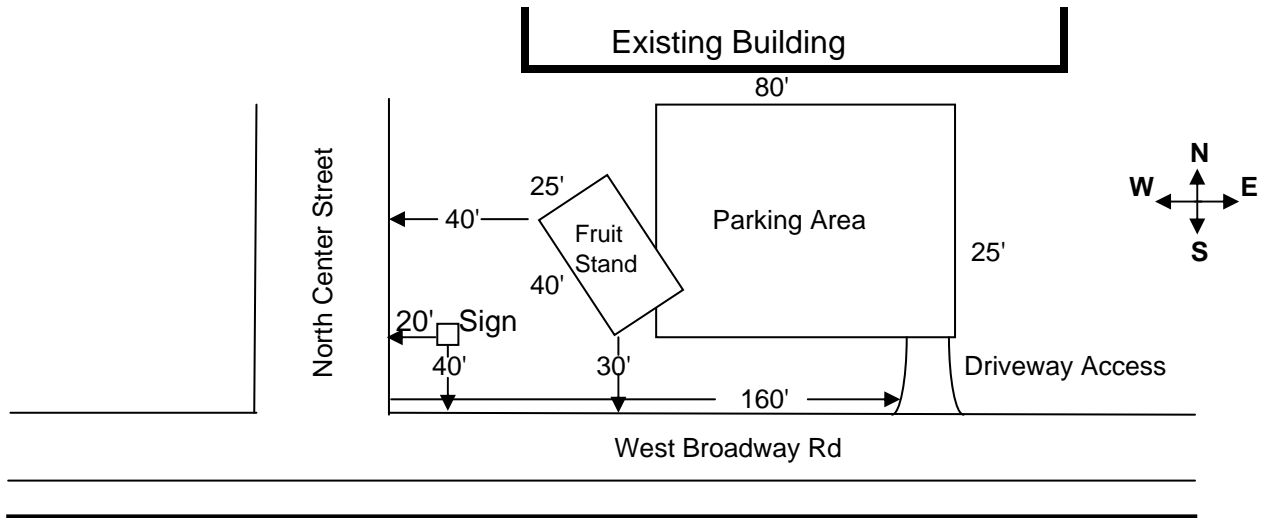 Existing Building
80'
North Center Street
25'
40'
Fruit
Stand
40'
Parking Area
25'
N
W
E
S
20'
Sign
40'
30'
Driveway Access
160'
West Broadway Rd